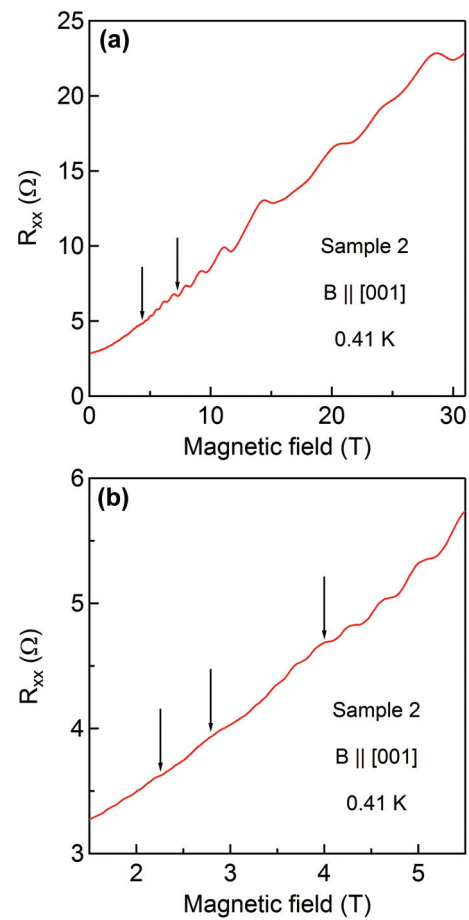 (a)
25
20
15
10
5
0
Rxx (Ω)
Sample 2
B || [001]
0.41 K
0 10 20 30
Magnetic field (T)
(b)
6
5
4
3
Rxx (Ω)
Sample 2
B || [001]
0.41 K
2 3 4 5
Magnetic field (T)